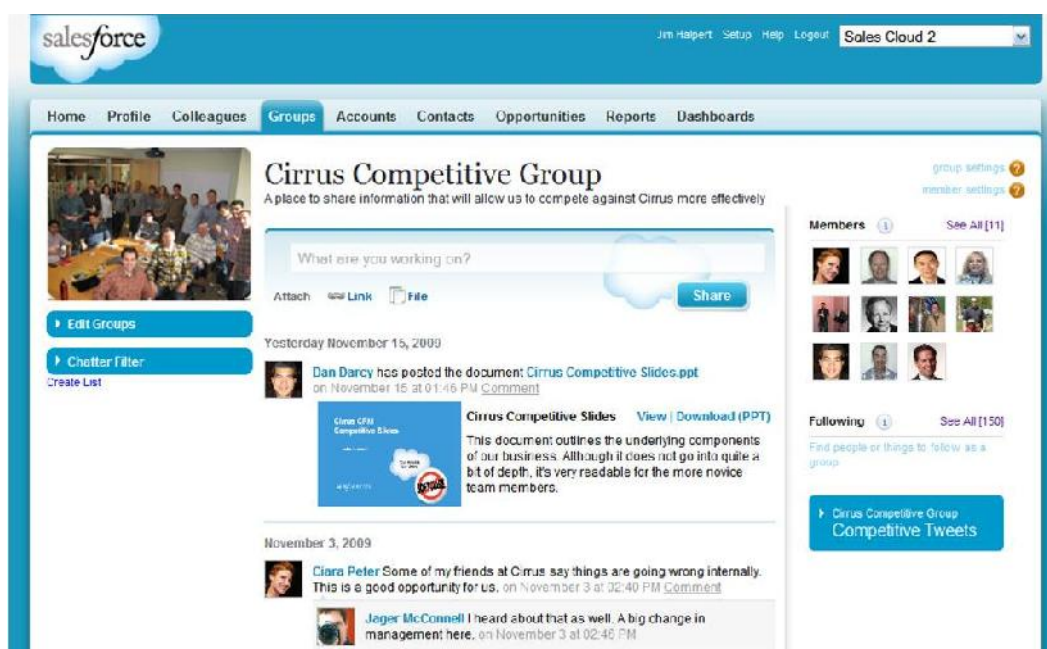 salesforce
Jim Halpert Setup Help Logout Sales Cloud 2
Home Profile Colleagues Groups Accounts Contacts Opportunities Reports Dashboards
Cirrus Competitive Group
A place to share information that will allow us to compete against Cirrus more effectively
group settings ?
member settings ?
What are you working on?
Attach Link File
Share
Edit Groups
Chatter Filter
Create List
Yesterday November 15, 2009
Dan Darcy has posted the document Cirrus Competitive Slides.ppt
on November 15 at 01:46 PM Comment
Cirrus CRM
Competitive Slides
Cirrus Competitive Slides View | Download (PPT)
This document outlines the underlying components
of our business. Although it does not go into quite a
bit of depth, it's very readable for the more novice
team members.
November 3, 2009
Ciara Peter Some of my friends at Cirrus say things are going wrong internally.
This is a good opportunity for us. on November 3 at 02:40 PM Comment
Jager McConnell I heard about that as well. A big change in
management here. on November 3 at 02:46 PM
Members i See All [11]
Following i See All [150]
Find people or things to follow as a
group
Cirrus Competitive Group
Competitive Tweets